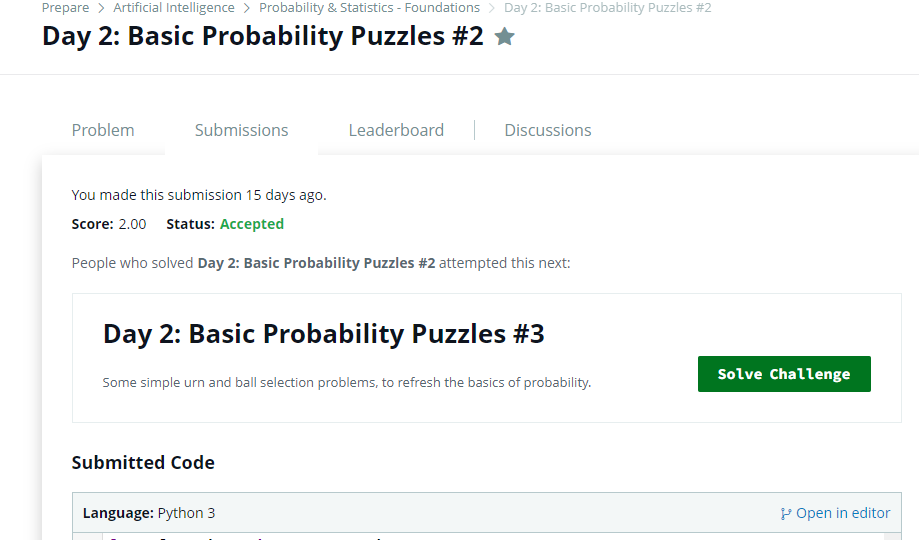 Prepare > Artificial Intelligence > Probability & Statistics - Foundations > Day 2: Basic Probability Puzzles #2
Day 2: Basic Probability Puzzles #2
Problem Submissions Leaderboard Discussions
You made this submission 15 days ago.
Score: 2.00 Status: Accepted
People who solved Day 2: Basic Probability Puzzles #2 attempted this next:
Day 2: Basic Probability Puzzles #3
Some simple urn and ball selection problems, to refresh the basics of probability.
Solve Challenge
Submitted Code
Language: Python 3 Open in editor